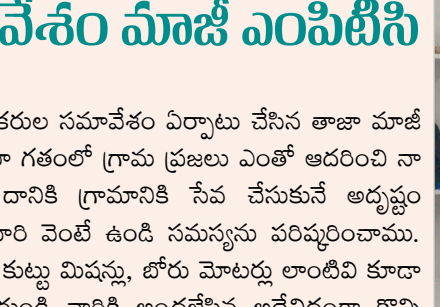 వేశం మాజీ ఎంపిటీసి
కరుల సమావేశం ఏర్పాటు చేసిన తాజా మాజీ
గతంలో గ్రామ ప్రజలు ఎంతో ఆదరించి నా
దానికి గ్రామానికి సేవ చేసుకునే అదృష్టం
వెంటే ఉండి సమస్యను పరిష్కరించాము.
కుట్టు మిషన్లు, బోరు మోటర్లు లాంటివి కూడా